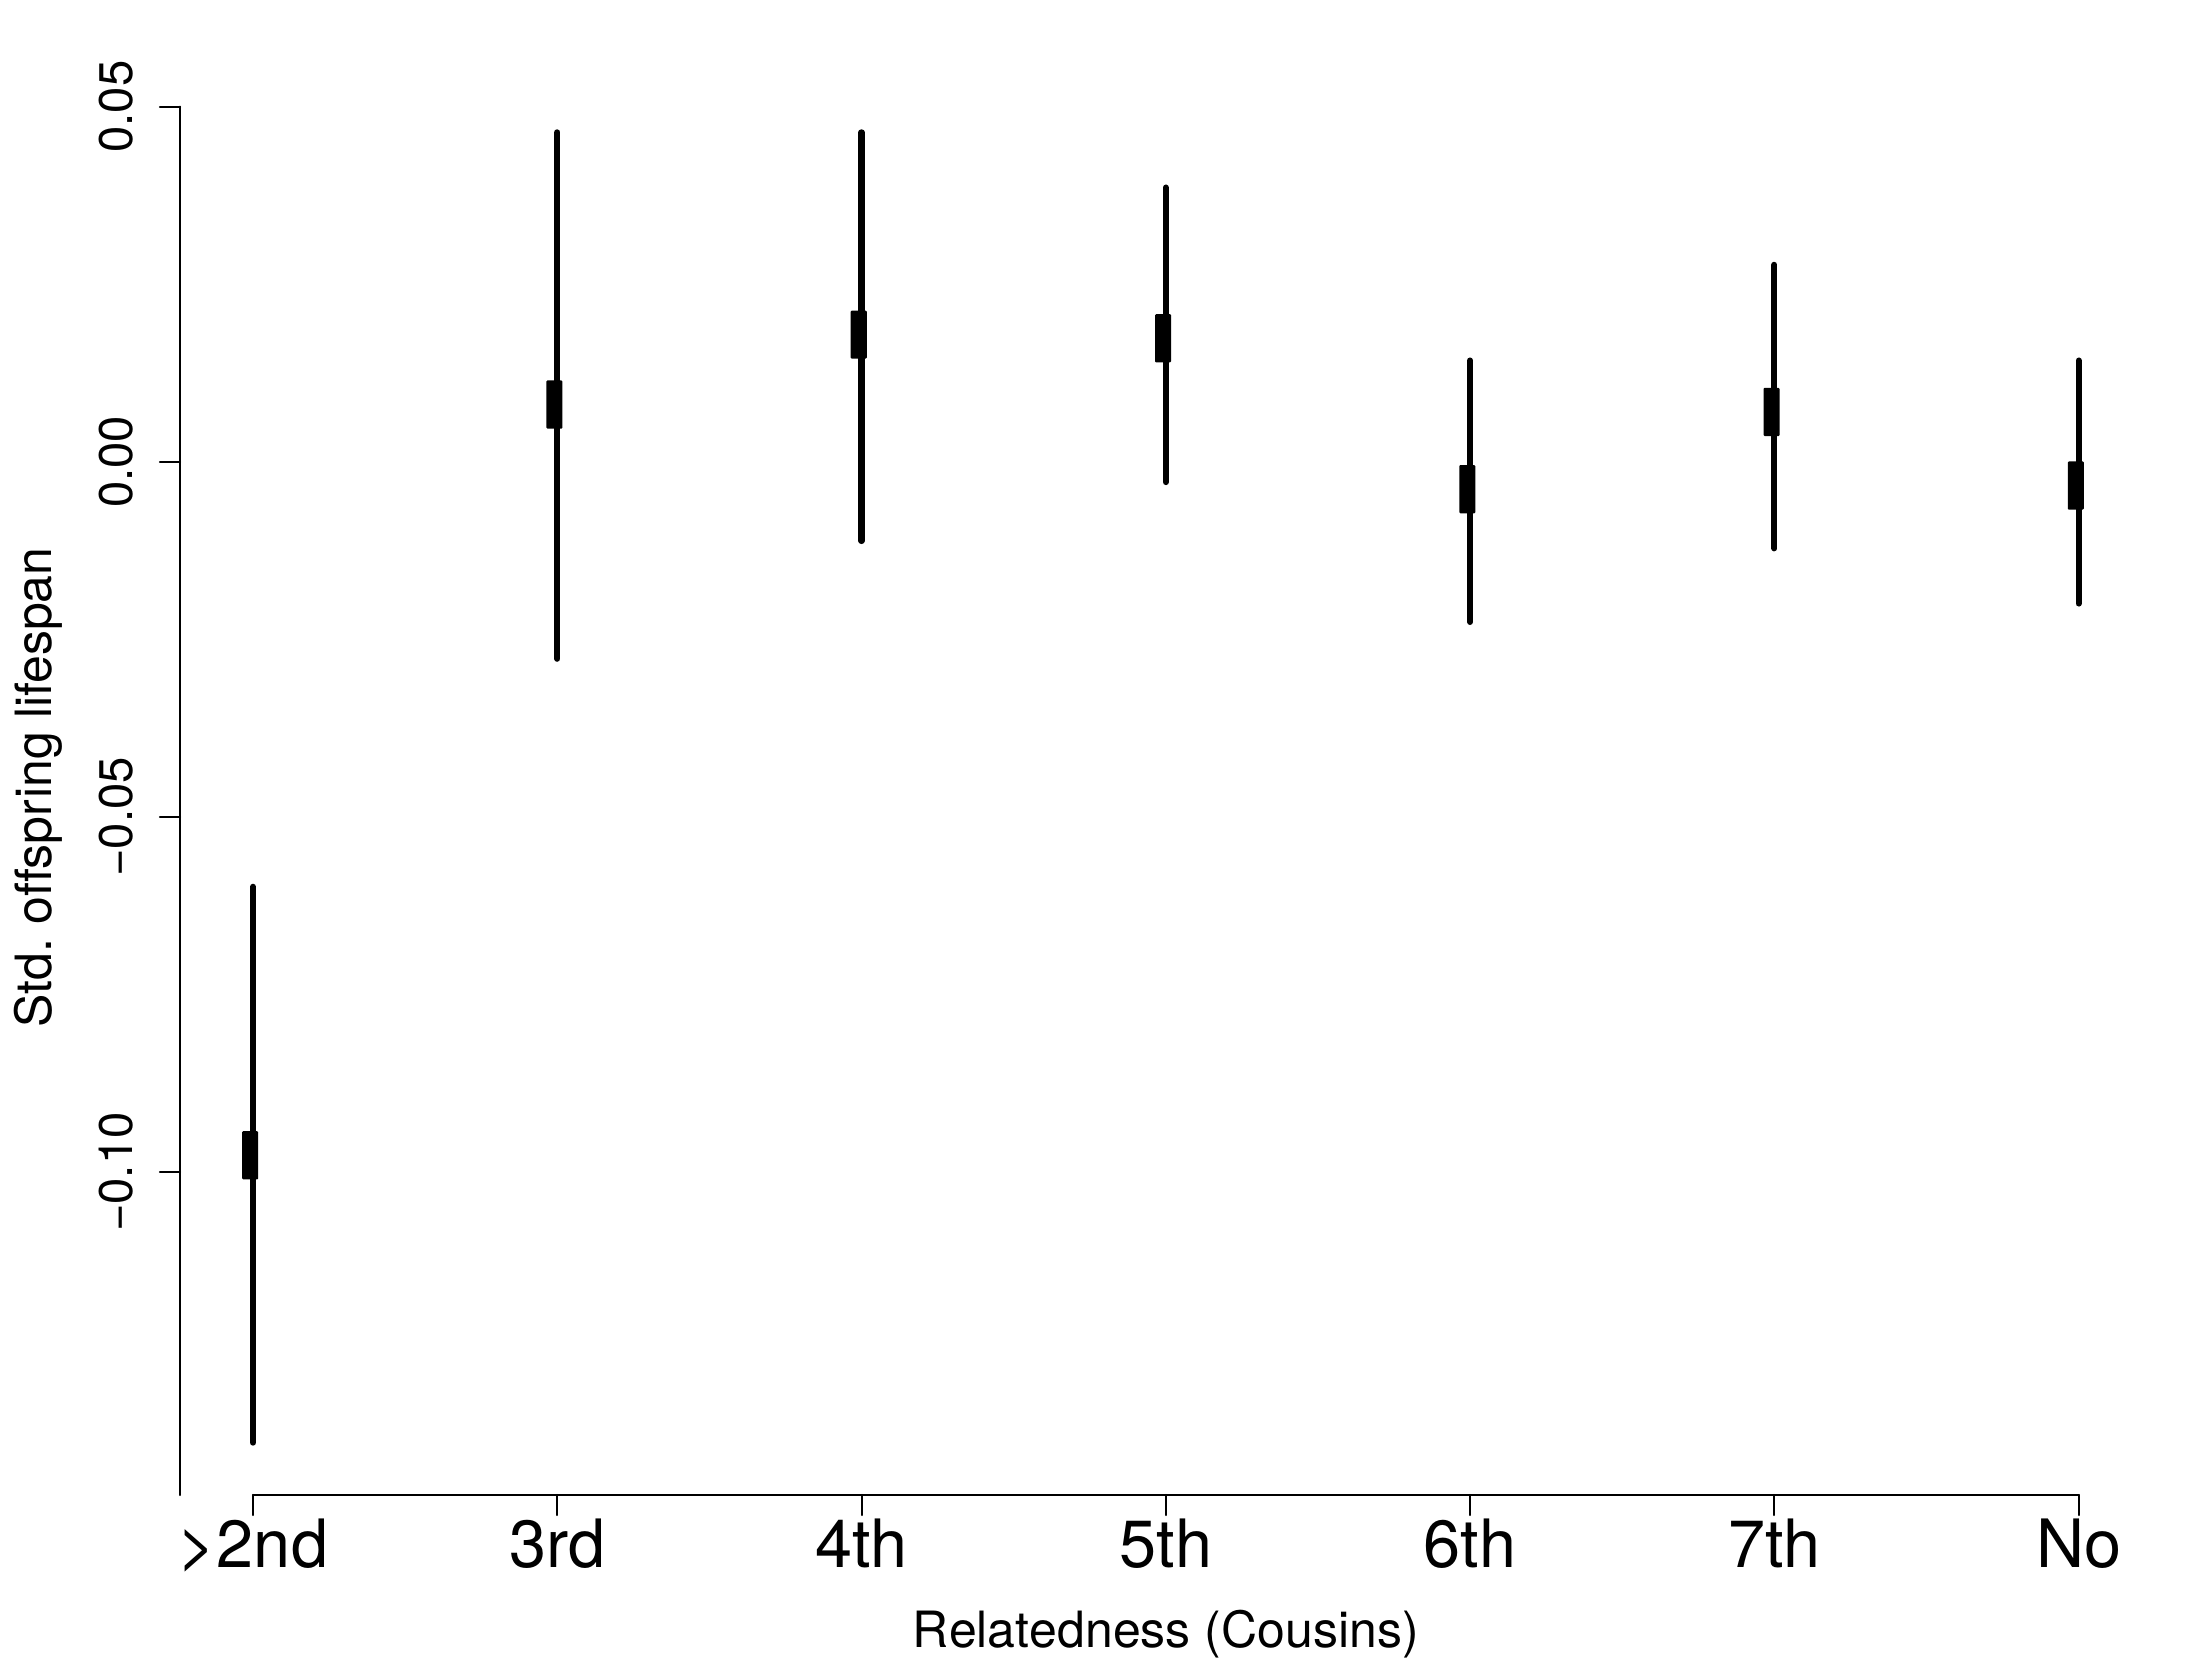 0.05
0.00
−0.05
−0.10
Std. offspring lifespan
>2nd 3rd 4th 5th 6th 7th No
Relatedness (Cousins)